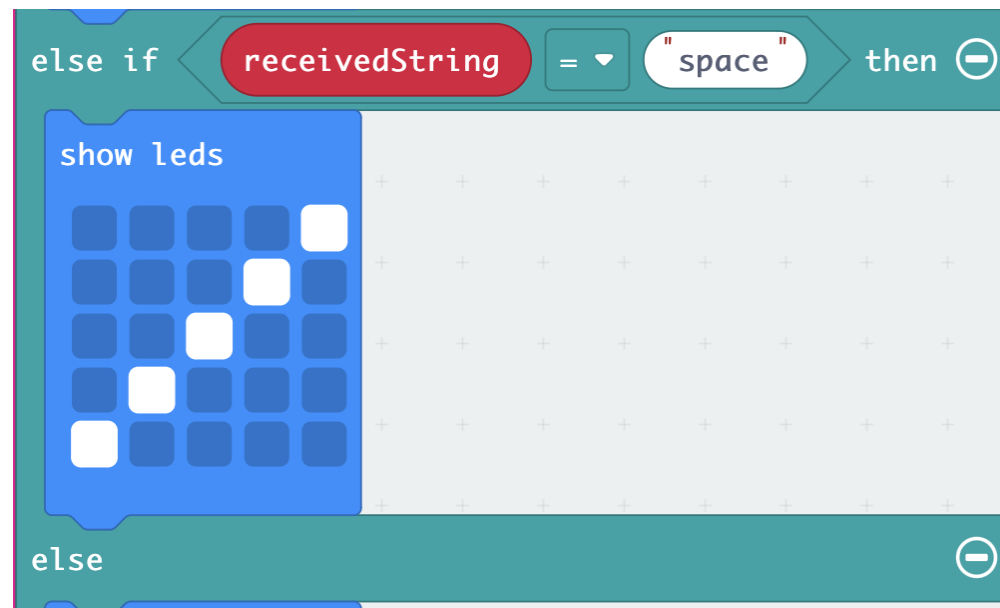 else if receivedString = "space" then
show leds
else